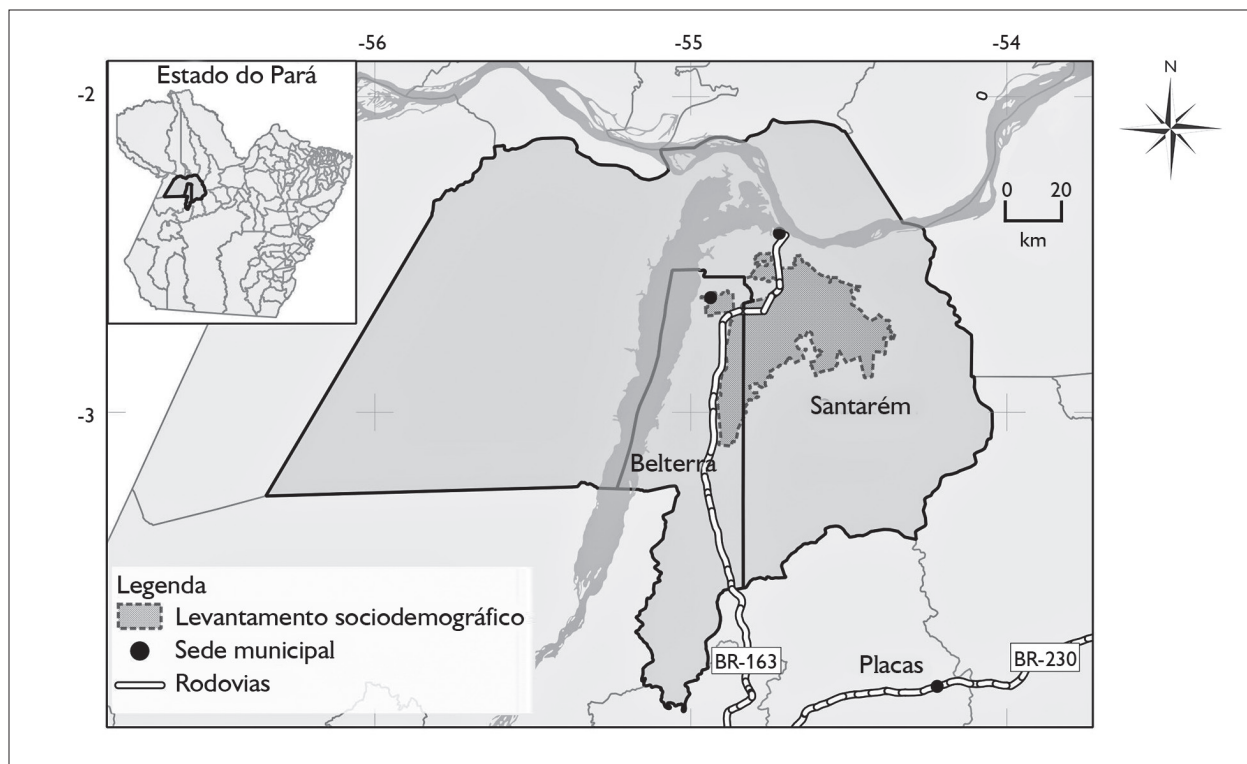 -56
-55
-54
Estado do Pará
N
-2
0 20
km
Santarém
-3
Belterra
Legenda
Levantamento sociodemográfico
Sede municipal
Rodovias
BR-163
Placas
BR-230